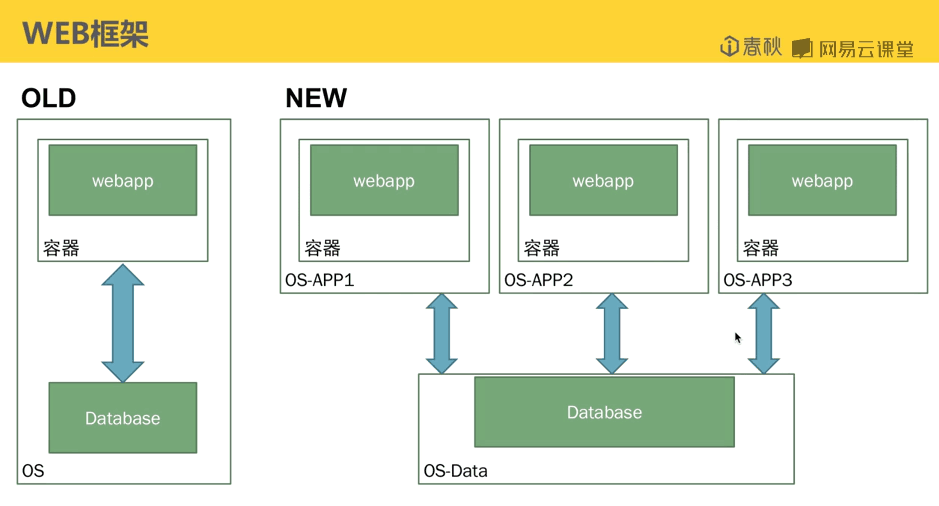 WEB框架
i春秋 网易云课堂
OLD
NEW
webapp
容器
Database
OS
webapp
容器
OS-APP1
webapp
容器
OS-APP2
webapp
容器
OS-APP3
Database
OS-Data